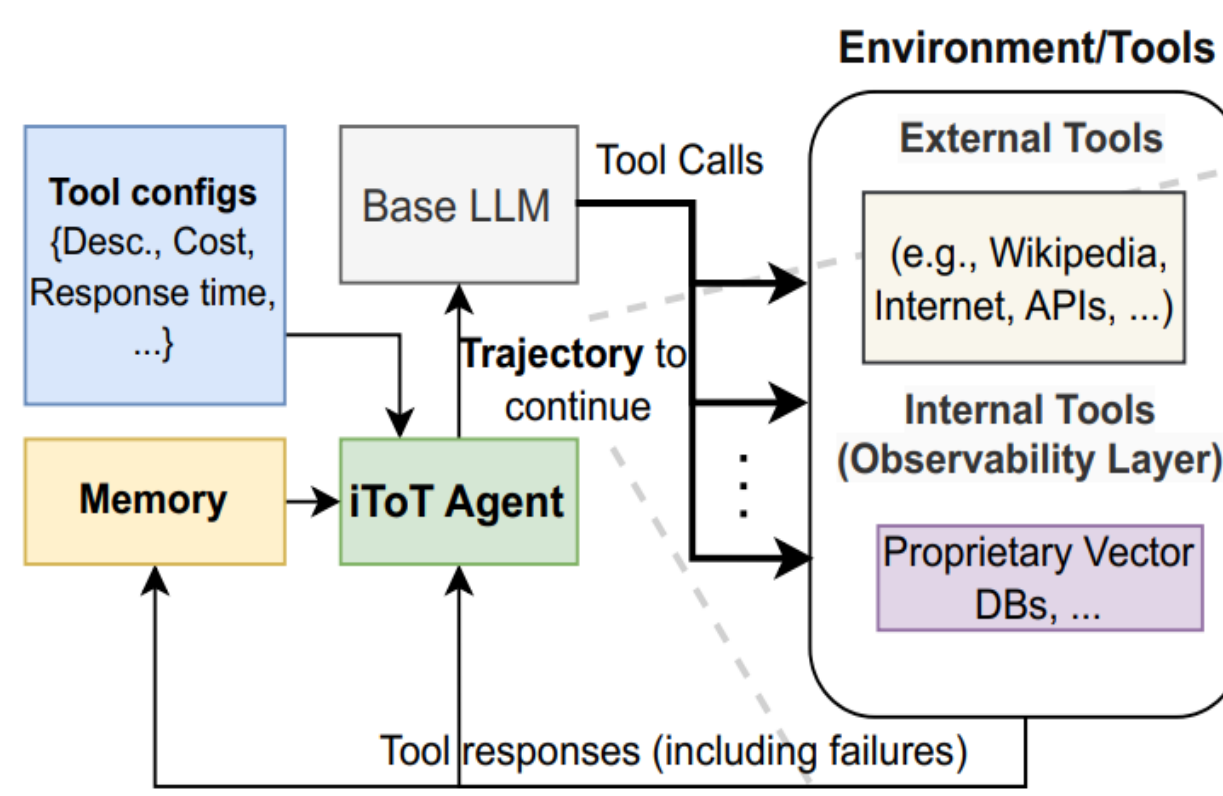 Environment/Tools
External Tools
(e.g., Wikipedia,
Internet, APIs, ...)
Internal Tools
(Observability Layer)
Proprietary Vector
DBs, ...
Tool configs
{Desc., Cost,
Response time,
...}
Base LLM
Tool Calls
Trajectory to
continue
Memory
iToT Agent
Tool responses (including failures)